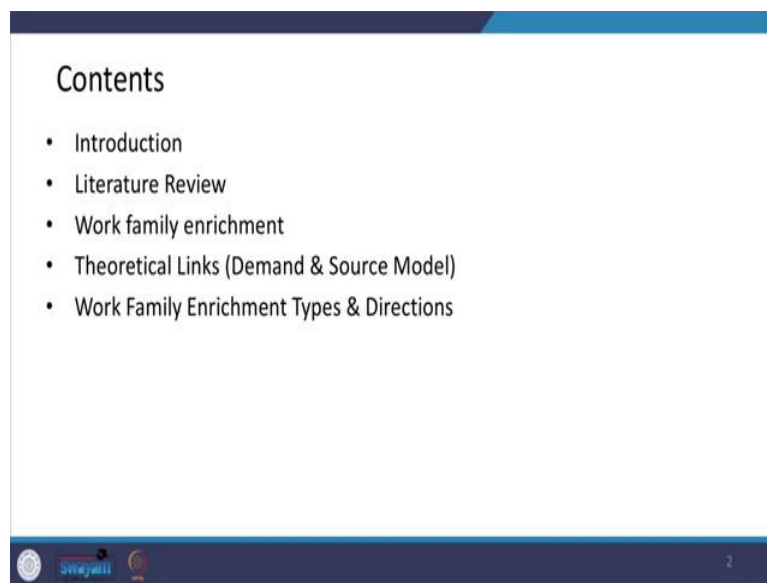 Contents
• Introduction
• Literature Review
• Work family enrichment
• Theoretical Links (Demand & Source Model)
• Work Family Enrichment Types & Directions
swayam
2